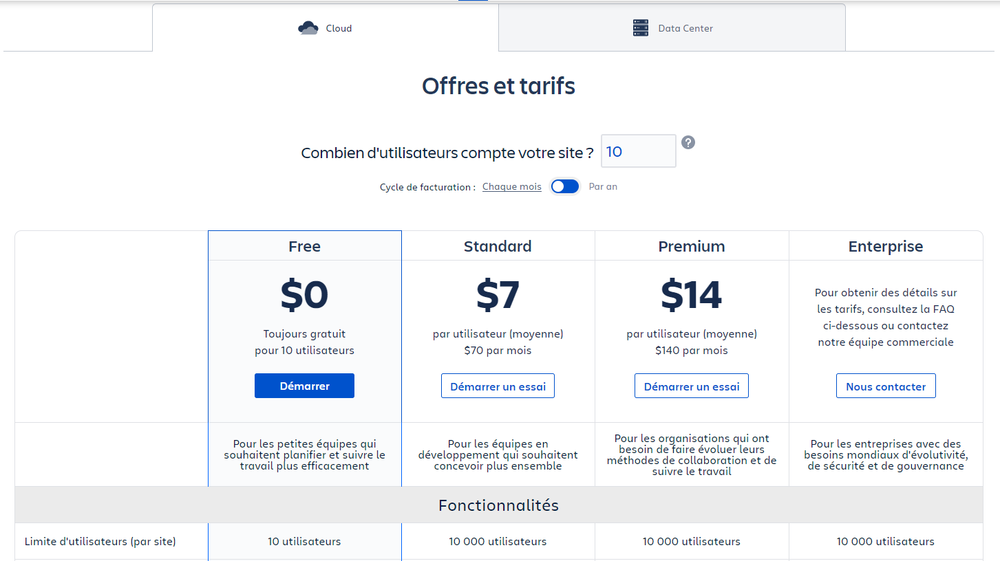 Cloud
Data Center
Offres et tarifs
Combien d'utilisateurs compte votre site ?
10
?
Cycle de facturation :
Chaque mois
Par an
Free
Standard
Premium
Enterprise
$0
Toujours gratuit
pour 10 utilisateurs
Démarrer
$7
par utilisateur (moyenne)
$70 par mois
Démarrer un essai
$14
par utilisateur (moyenne)
$140 par mois
Démarrer un essai
Pour obtenir des détails sur
les tarifs, consultez la FAQ
ci-dessous ou contactez
notre équipe commerciale
Nous contacter
Pour les petites équipes qui
souhaitent planifier et suivre le
travail plus efficacement
Pour les équipes en
développement qui souhaitent
concevoir plus ensemble
Pour les organisations qui ont
besoin de faire évoluer leurs
méthodes de collaboration et de
suivre le travail
Pour les entreprises avec des
besoins mondiaux d'évolutivité,
de sécurité et de gouvernance
Fonctionnalités
Limite d'utilisateurs (par site)
10 utilisateurs
10 000 utilisateurs
10 000 utilisateurs
10 000 utilisateurs